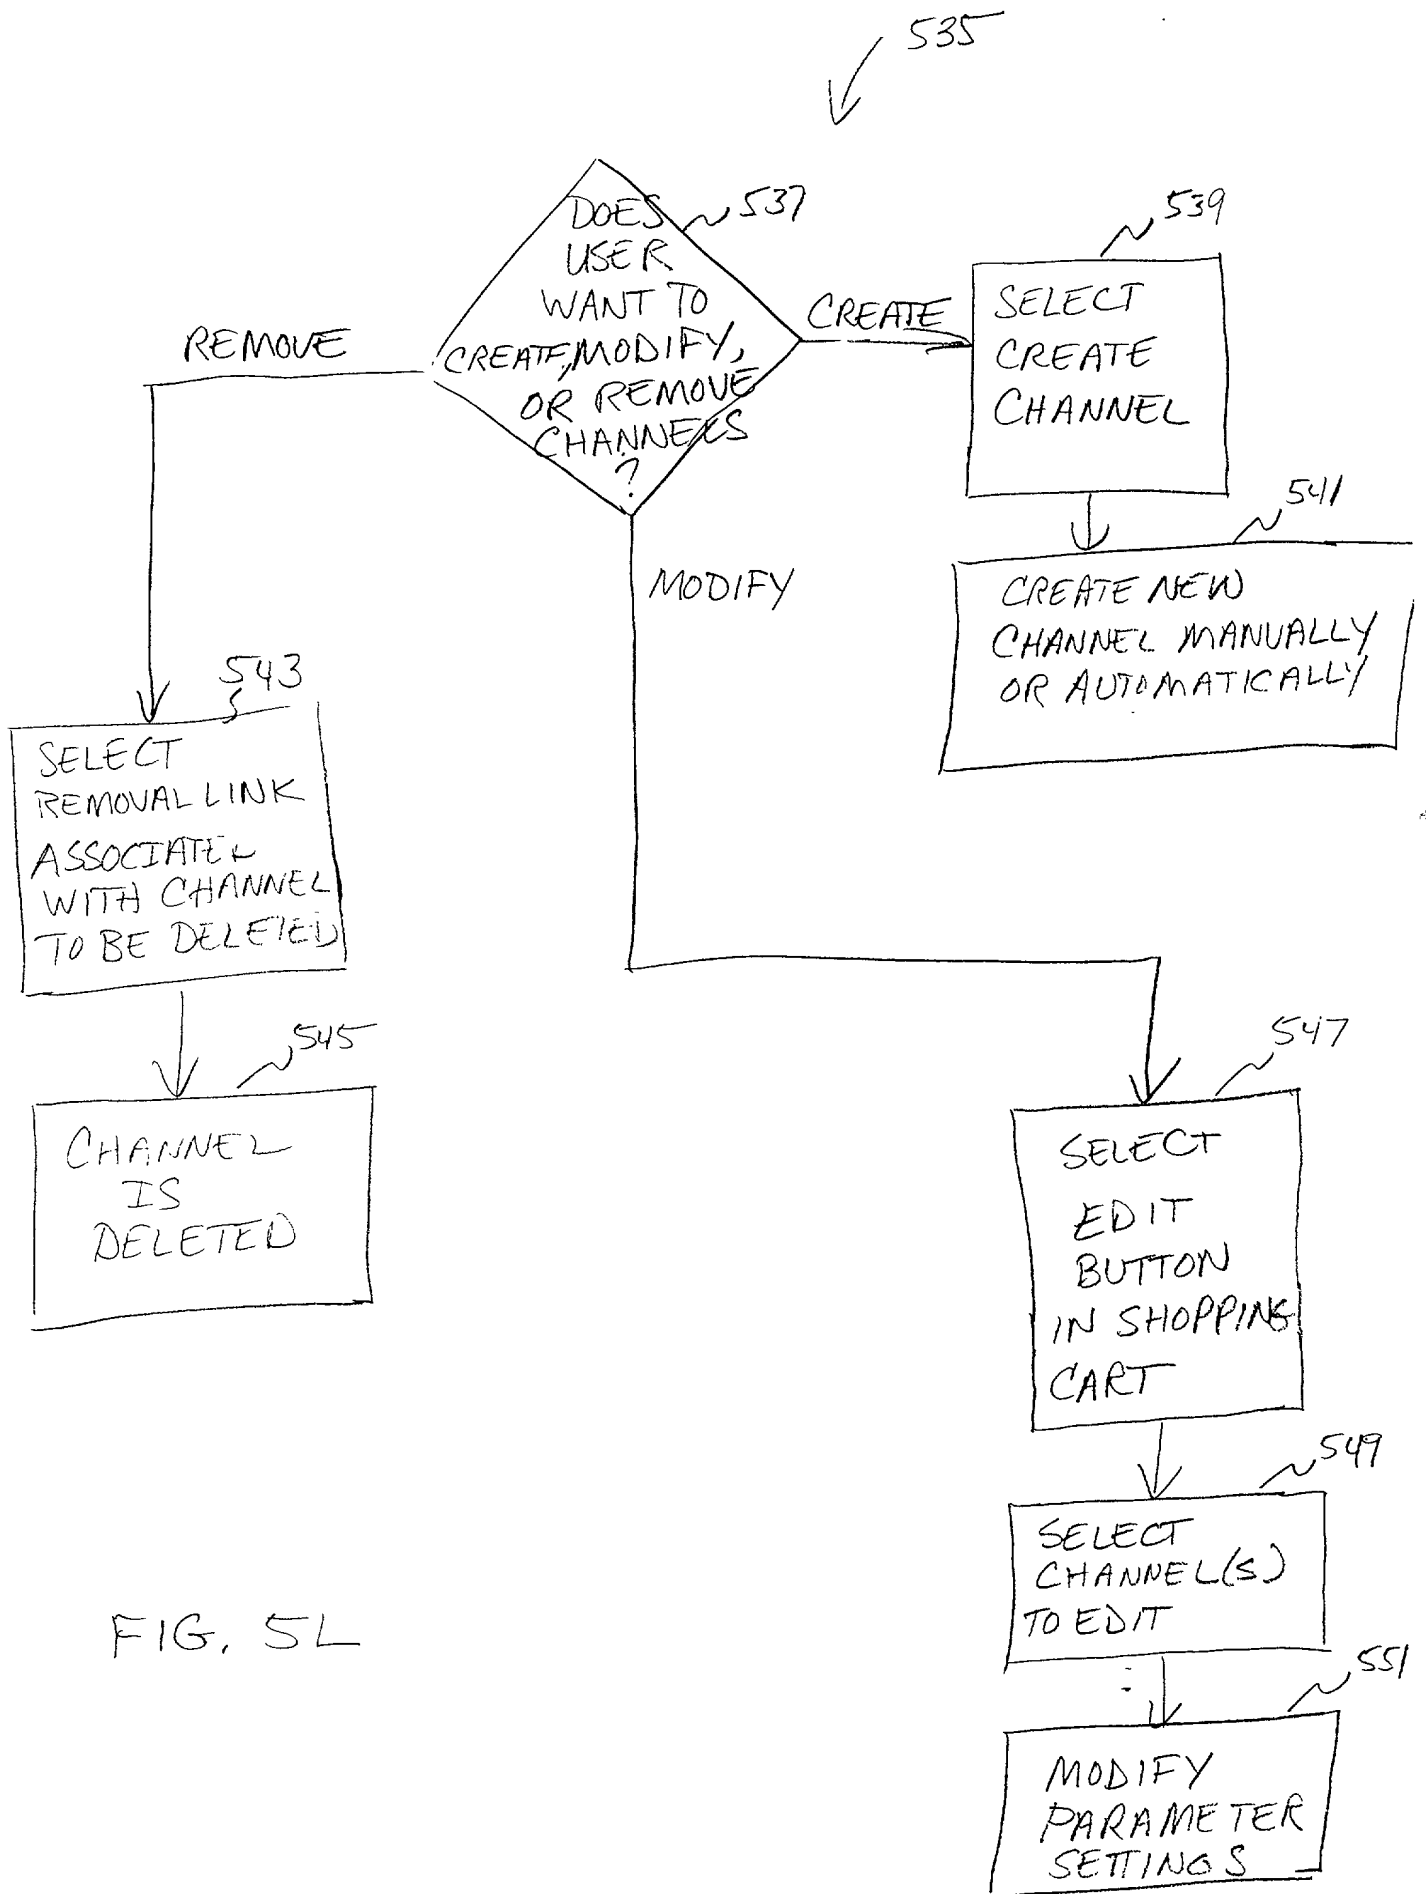 535
DOES
USER
WANT TO
CREATE, MODIFY,
OR REMOVE
CHANNELS
?
537
REMOVE
CREATE
MODIFY
539
SELECT
CREATE
CHANNEL
541
CREATE NEW
CHANNEL MANUALLY
OR AUTOMATICALLY
543
SELECT
REMOVAL LINK
ASSOCIATED
WITH CHANNEL
TO BE DELETED
545
CHANNEL
IS
DELETED
547
SELECT
EDIT
BUTTON
IN SHOPPING
CART
549
SELECT
CHANNEL(S)
TO EDIT
551
MODIFY
PARAMETER
SETTINGS
FIG. 5L